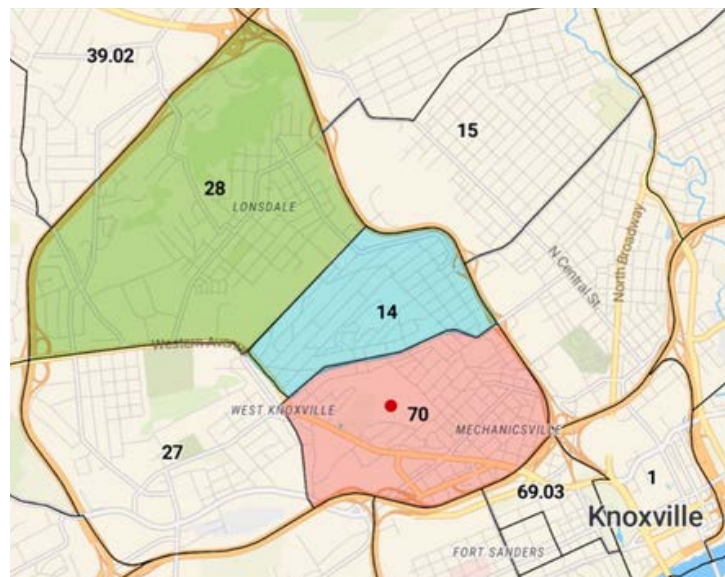 39.02
15
28
LONSDALE
North Broadway
N Central St.
14
Western Ave
WEST KNOXVILLE
70
MECHANICSVILLE
27
69.03
1
Knoxville
FORT SANDERS